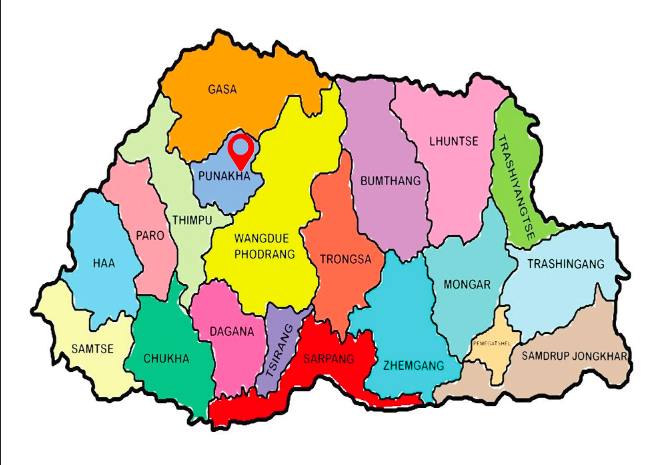 GASA
PUNAKHA
THIMPU
PARO
HAA
SAMTSE
CHUKHA
DAGANA
TSIRANG
WANGDUE
PHODRANG
TRONGSA
SARPANG
BUMTHANG
ZHEMGANG
LHUNTSE
MONGAR
TRASHIYANGTSE
TRASHINGANG
PEMEGATSHEL
SAMDRUP JONGKHAR